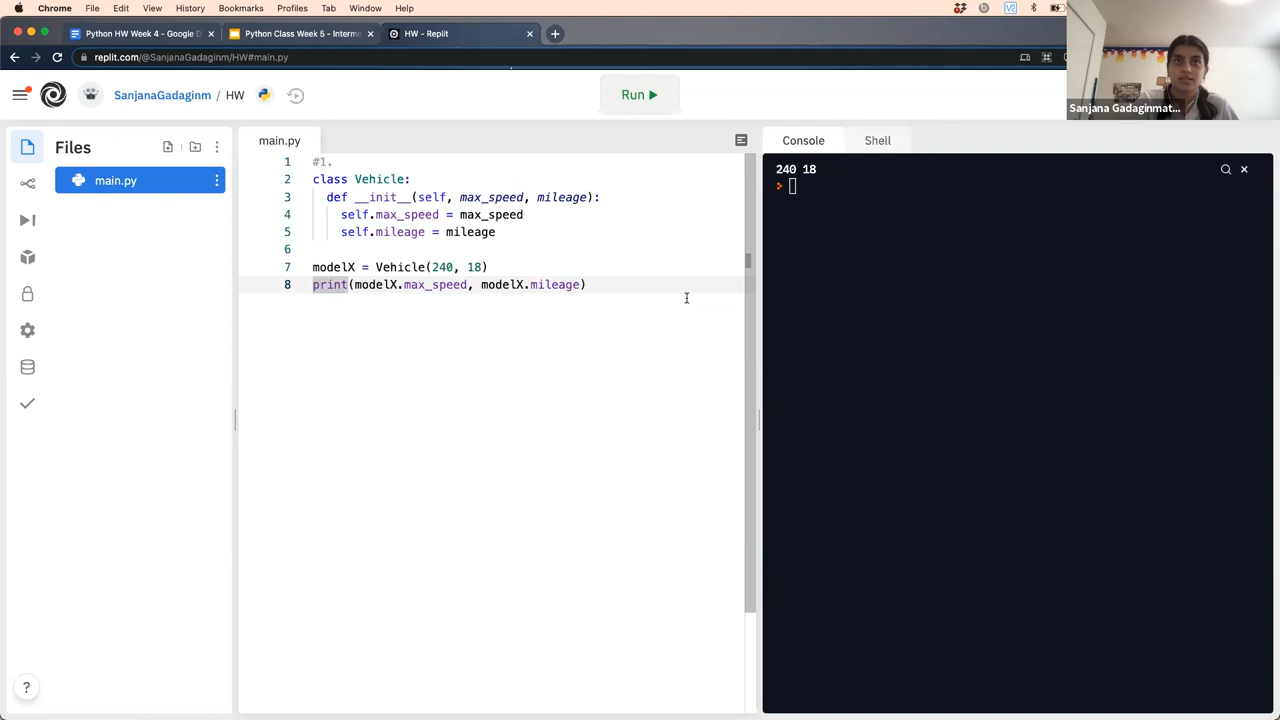 Chrome File Edit View History Bookmarks Profiles Tab Window Help
Python HW Week 4 - Google D
Python Class Week 5 - Interme
HW - Replit
replit.com/@SanjanaGadaginm/HW#main.py
Sanjana Gadaginmat...
SanjanaGadaginm / HW
Run
Files
main.py
main.py
1 #1.
2 class Vehicle:
3 def __init__(self, max_speed, mileage):
4 self.max_speed = max_speed
5 self.mileage = mileage
6
7 modelX = Vehicle(240, 18)
8 print(modelX.max_speed, modelX.mileage)
Console Shell
240 18
?